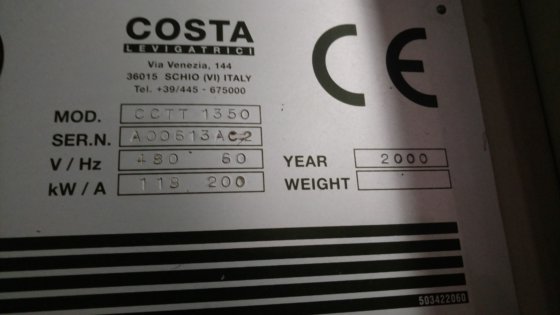 COSTA
LEVIGATRICI
Via Venezia, 144
36015 SCHIO (VI) ITALY
Tel. +39/445 - 675000
CE
MOD. CCTT 1350
SER.N. A00613AC2
V / Hz 480 60
kW / A 118 200
YEAR 2000
WEIGHT
503422060